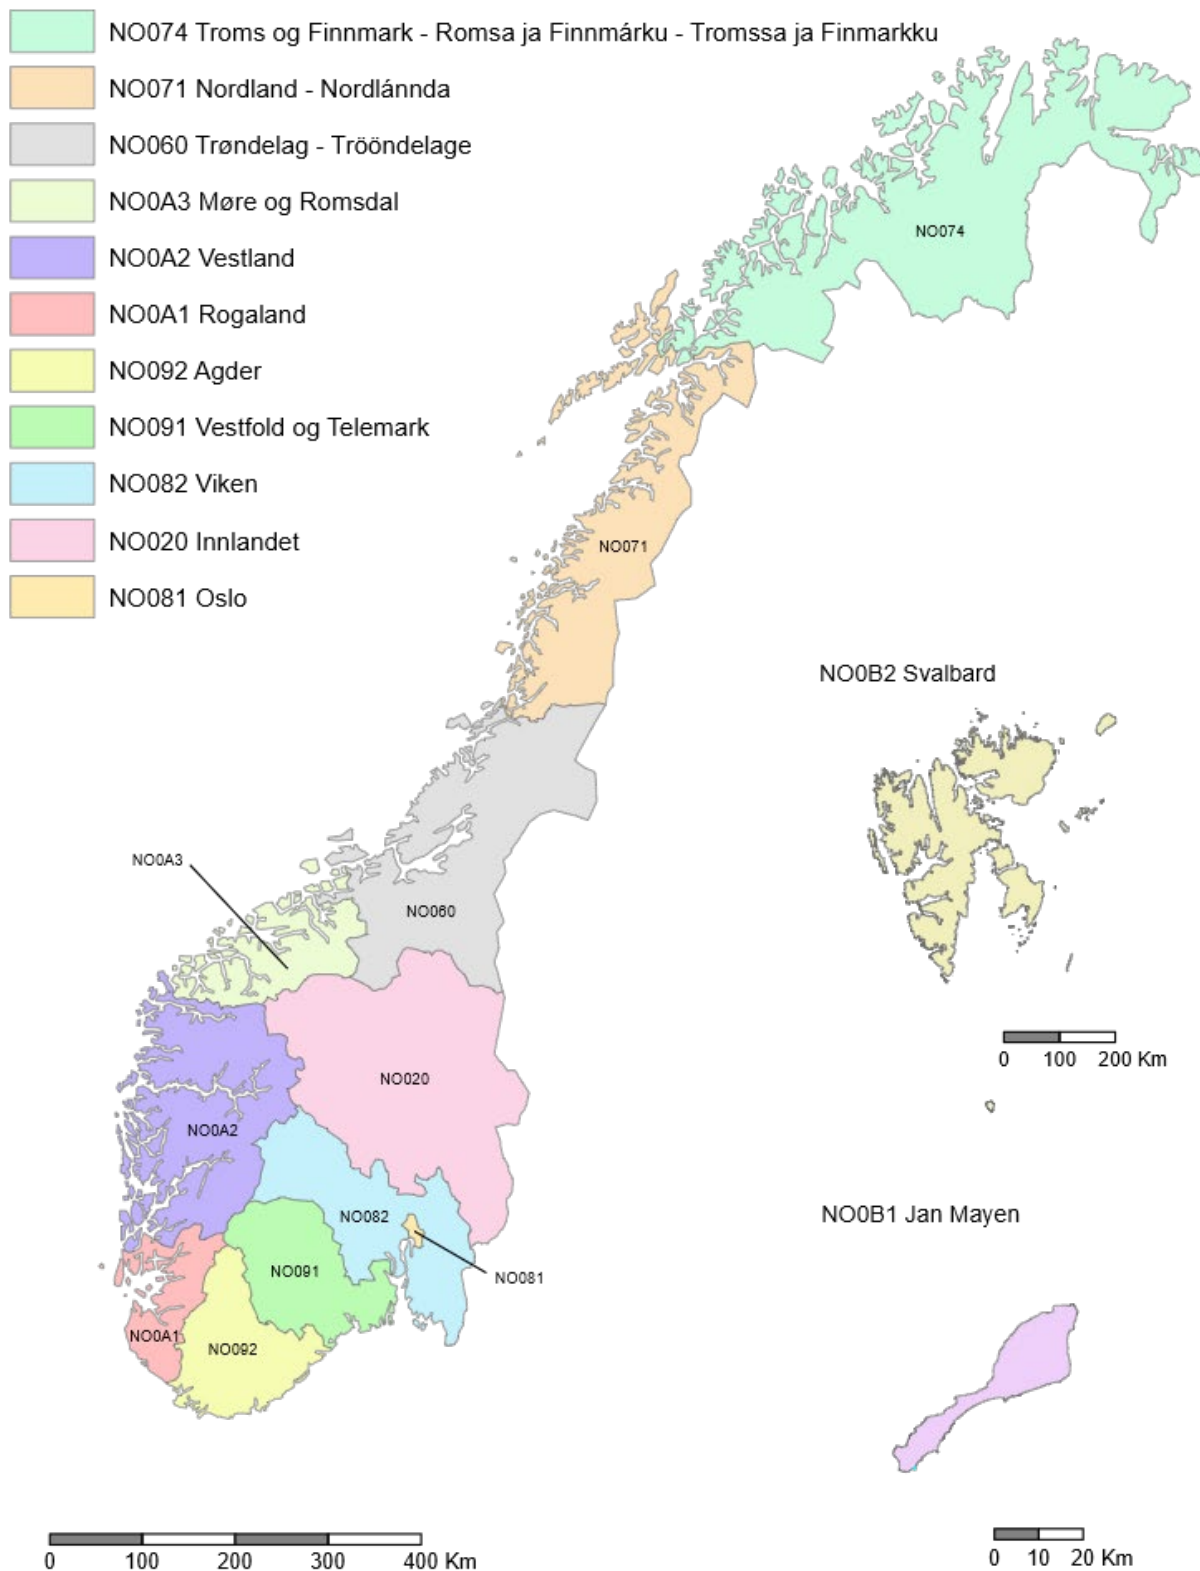 NO074 Troms og Finnmark - Romsa ja Finnmárku - Tromssa ja Finmarkku
NO071 Nordland - Nordlánnda
NO060 Trøndelag - Trööndelage
NO0A3 Møre og Romsdal
NO0A2 Vestland
NO0A1 Rogaland
NO092 Agder
NO091 Vestfold og Telemark
NO082 Viken
NO020 Innlandet
NO081 Oslo
NO074
NO071
NO0B2 Svalbard
NO0A3
NO060
0 100 200 Km
NO020
NO0A2
NO082
NO0B1 Jan Mayen
NO091
NO081
NO0A1
NO092
0 100 200 300 400 Km
0 10 20 Km